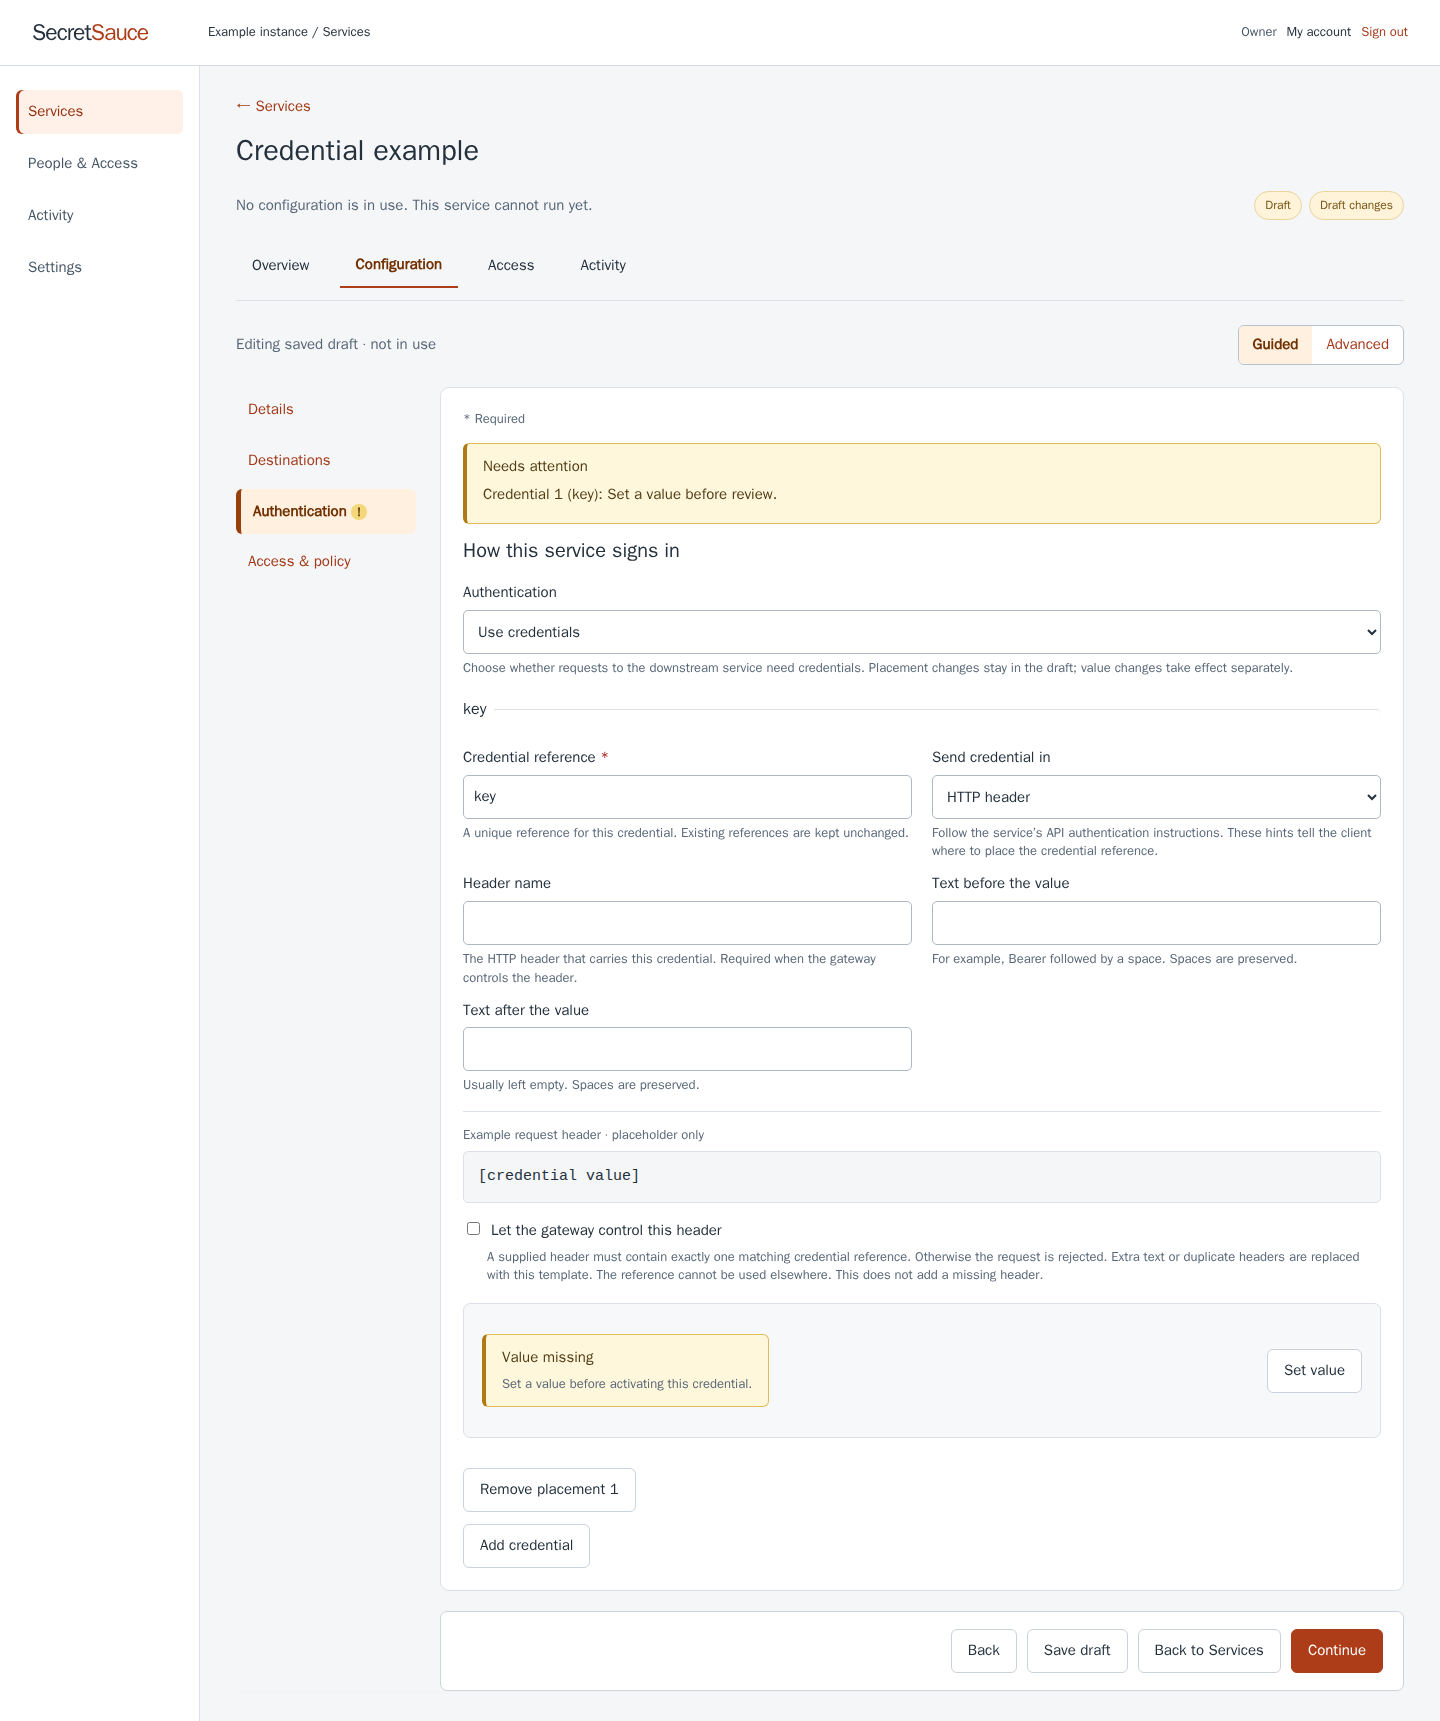 SecretSauce
Example instance / Services
Owner My account Sign out
Services
People & Access
Activity
Settings
← Services
Credential example
No configuration is in use. This service cannot run yet.
Draft Draft changes
Overview Configuration Access Activity
Editing saved draft · not in use
Guided Advanced
Details
Destinations
Authentication !
Access & policy
* Required
Needs attention
Credential 1 (key): Set a value before review.
How this service signs in
Authentication
Use credentials
Choose whether requests to the downstream service need credentials. Placement changes stay in the draft; value changes take effect separately.
key
Credential reference *
key
A unique reference for this credential. Existing references are kept unchanged.
Send credential in
HTTP header
Follow the service's API authentication instructions. These hints tell the client
where to place the credential reference.
Header name
The HTTP header that carries this credential. Required when the gateway
controls the header.
Text before the value
For example, Bearer followed by a space. Spaces are preserved.
Text after the value
Usually left empty. Spaces are preserved.
Example request header · placeholder only
[credential value]
Let the gateway control this header
A supplied header must contain exactly one matching credential reference. Otherwise the request is rejected. Extra text or duplicate headers are replaced
with this template. The reference cannot be used elsewhere. This does not add a missing header.
Value missing
Set a value before activating this credential.
Set value
Remove placement 1
Add credential
Back Save draft Back to Services Continue